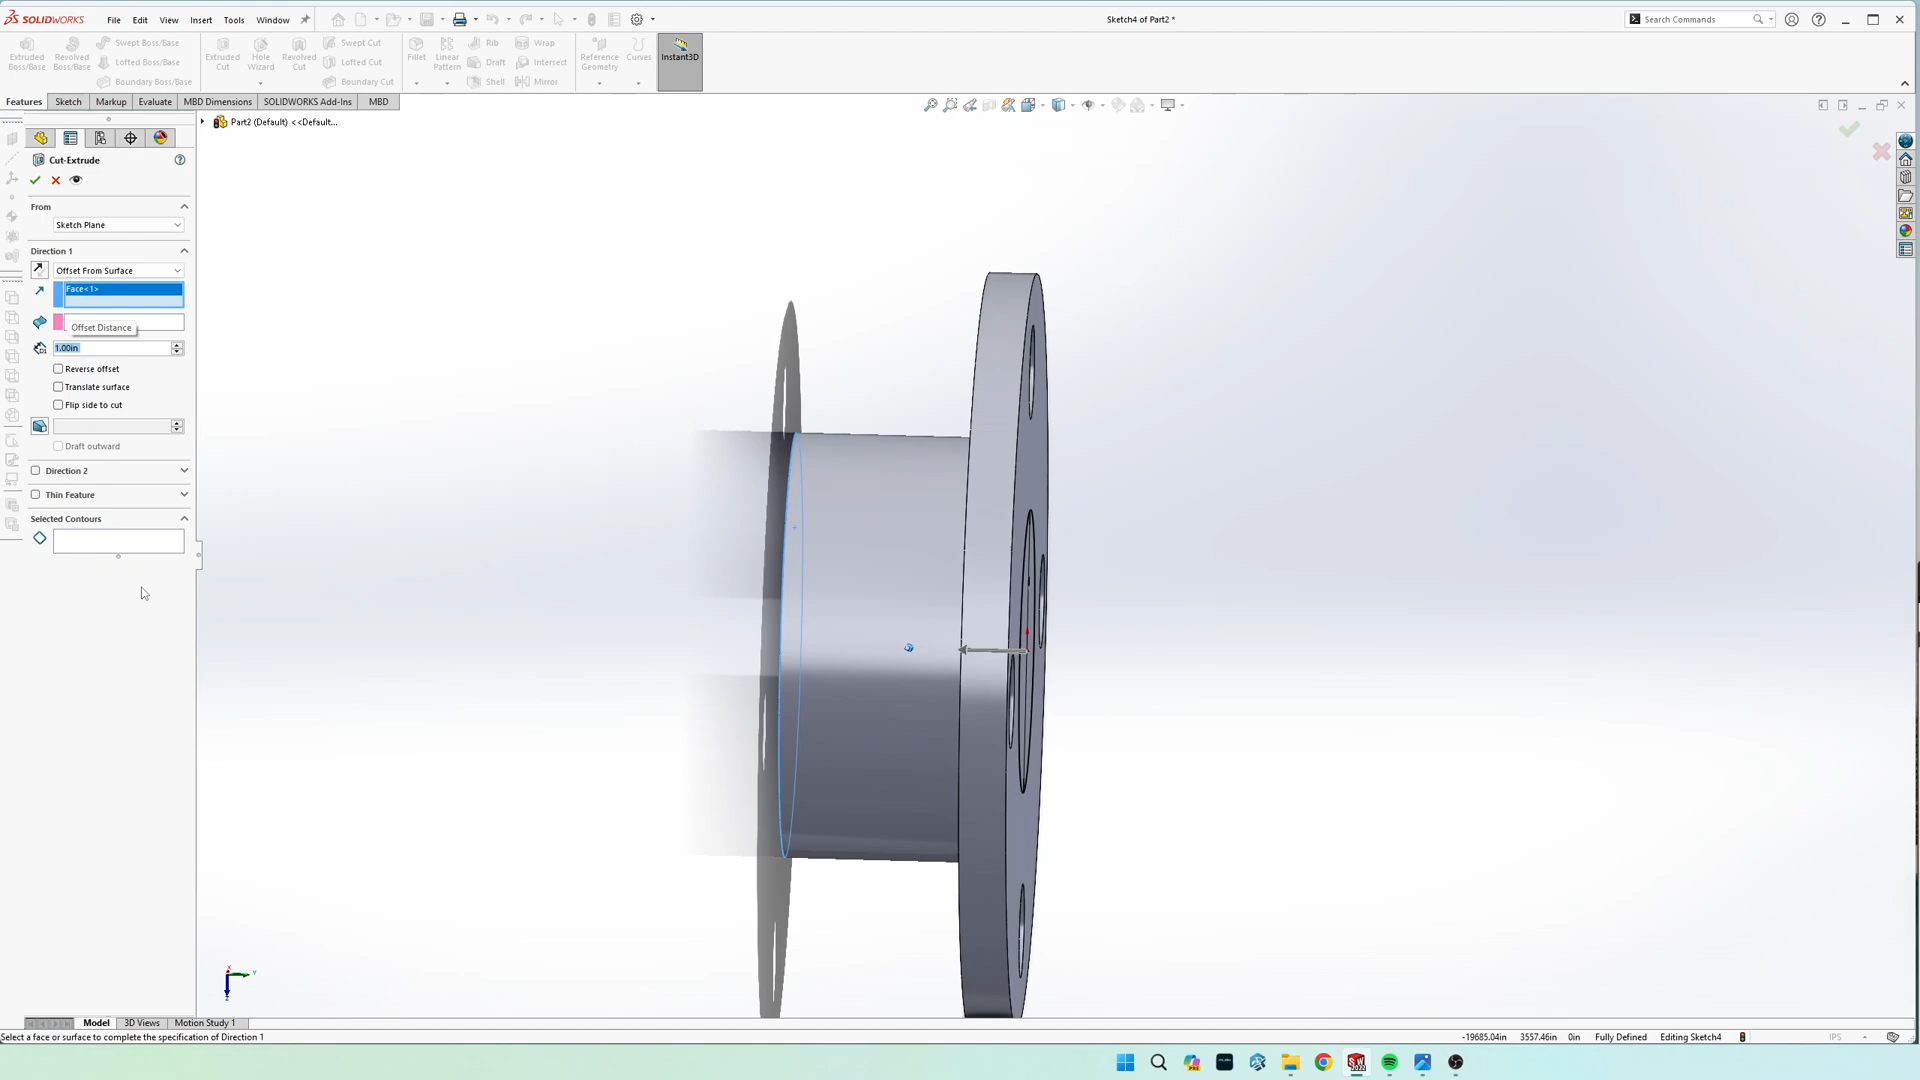 SOLIDWORKS File Edit View Insert Tools Window Sketch4 of Part2 * Search Commands
Extruded Boss/Base Revolved Boss/Base Swept Boss/Base Lofted Boss/Base Boundary Boss/Base Extruded Cut Hole Wizard Revolved Cut Swept Cut Lofted Cut Boundary Cut Fillet Linear Pattern Rib Draft Shell Wrap Intersect Mirror Reference Geometry Curves Instant3D
Features Sketch Markup Evaluate MBD Dimensions SOLIDWORKS Add-Ins MBD
Part2 (Default) <<Default...
Cut-Extrude
From
Sketch Plane
Direction 1
Offset From Surface
Face<1>
Offset Distance
1.00in
Reverse offset
Translate surface
Flip side to cut
Draft outward
Direction 2
Thin Feature
Selected Contours
X Y
Z
Model 3D Views Motion Study 1
Select a face or surface to complete the specification of Direction 1 -19685.04in 3557.46in 0in Fully Defined Editing Sketch4 IPS